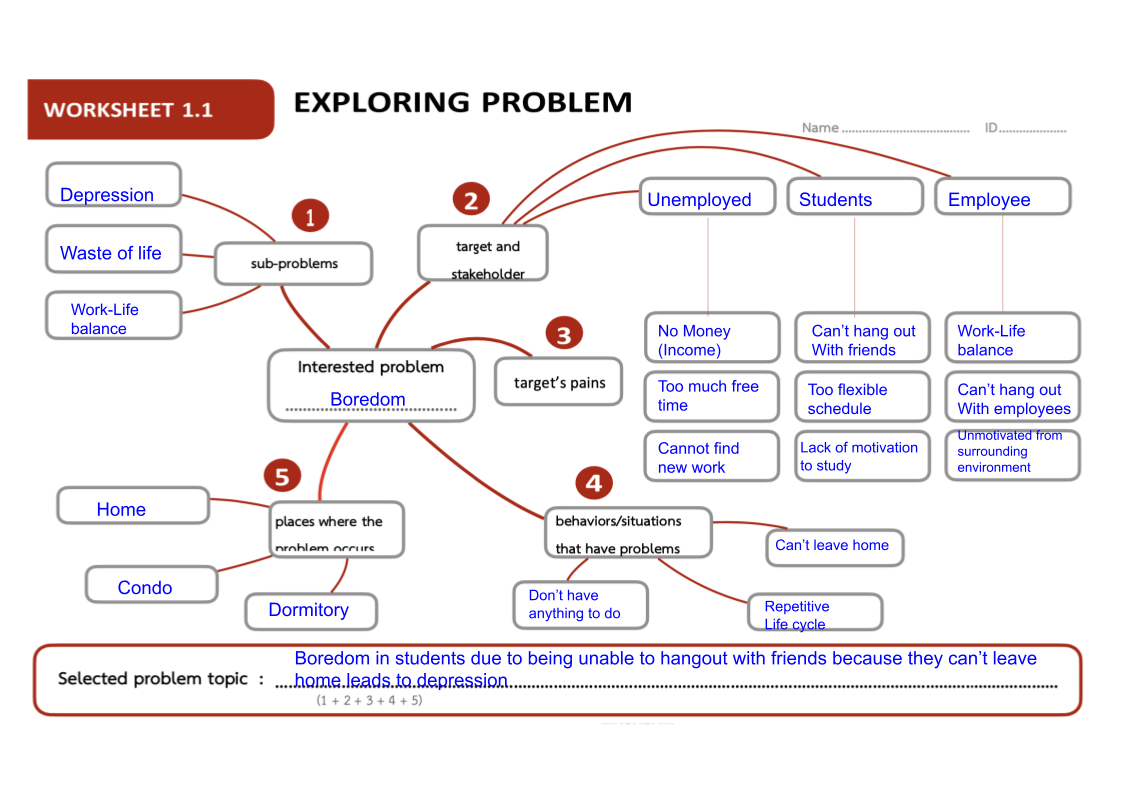 WORKSHEET 1.1
EXPLORING PROBLEM
Name ....................................... ID.....................
Depression
Waste of life
Work-Life
balance
1
sub-problems
2
target and
stakeholder
Unemployed
Students
Employee
No Money
(Income)
Too much free
time
Cannot find
new work
Can't hang out
With friends
Too flexible
schedule
Lack of motivation
to study
Work-Life
balance
Can't hang out
With employees
Unmotivated from
surrounding
environment
3
target's pains
Interested problem
Boredom
5
places where the
problem occurs
Home
Condo
Dormitory
4
behaviors/situations
that have problems
Can't leave home
Don't have
anything to do
Repetitive
Life cycle
Selected problem topic :
Boredom in students due to being unable to hangout with friends because they can't leave
home leads to depression
(1 + 2 + 3 + 4 + 5)